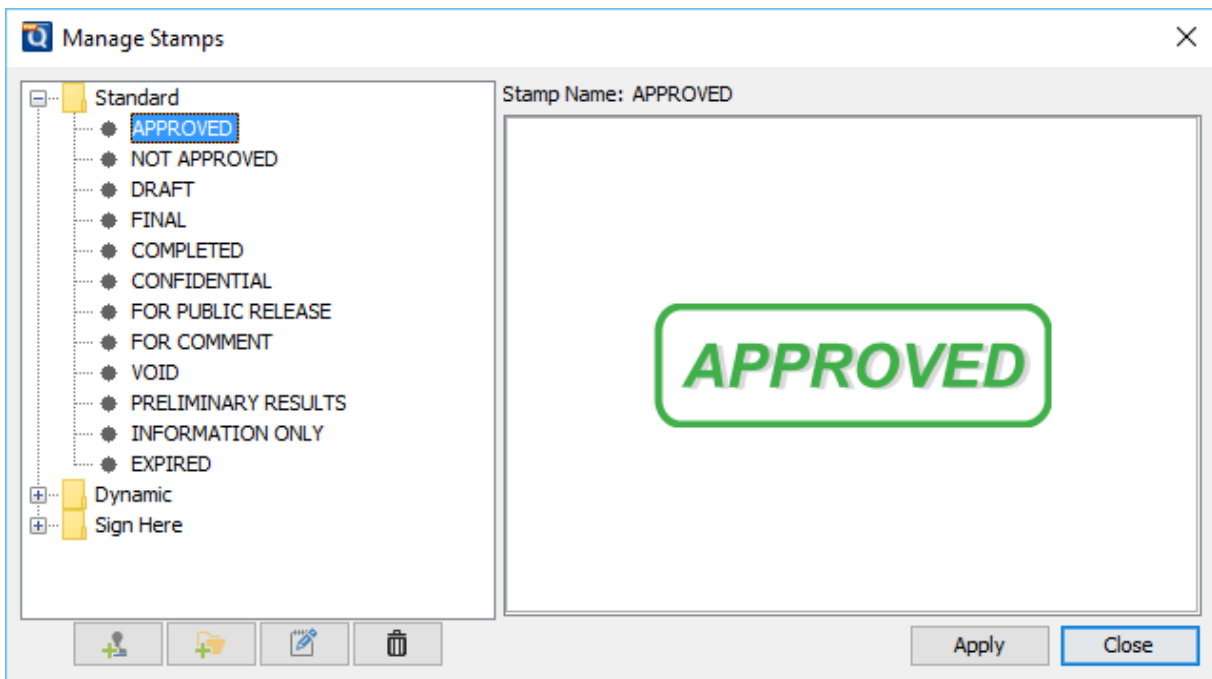 Manage Stamps
Standard
APPROVED
NOT APPROVED
DRAFT
FINAL
COMPLETED
CONFIDENTIAL
FOR PUBLIC RELEASE
FOR COMMENT
VOID
PRELIMINARY RESULTS
INFORMATION ONLY
EXPIRED
Dynamic
Sign Here
Stamp Name: APPROVED
APPROVED
Apply
Close